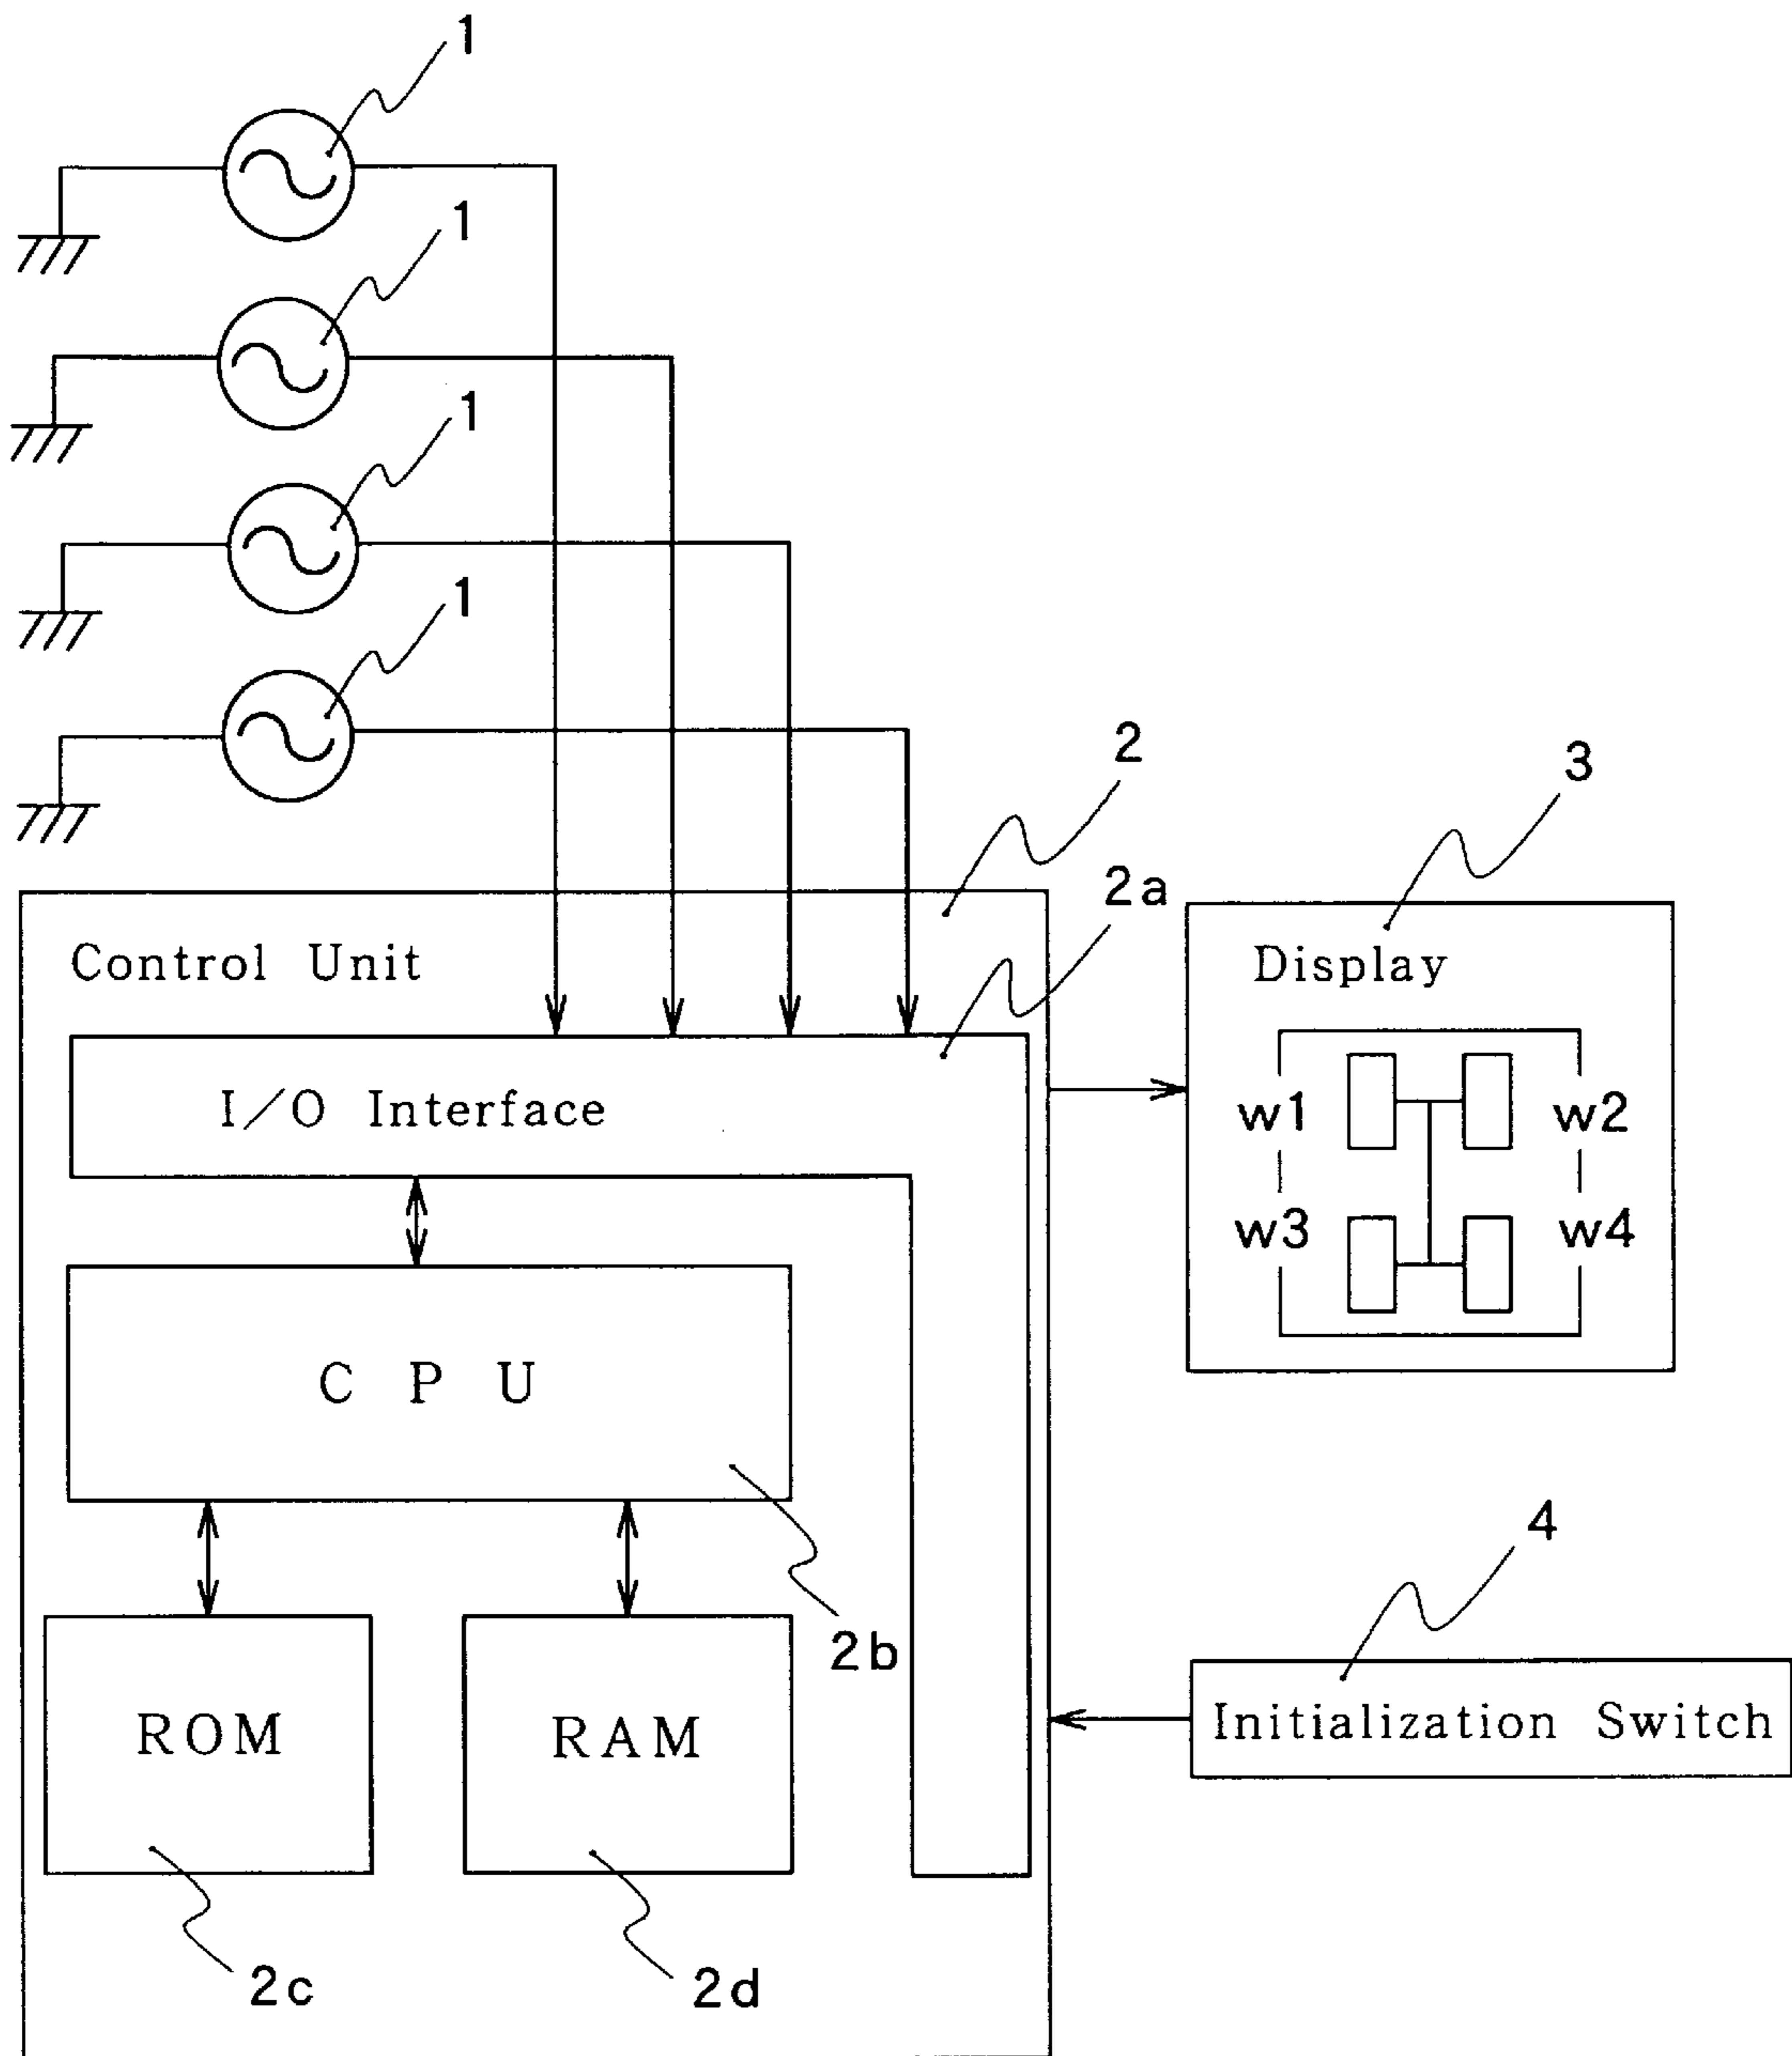 1
1
1
1
2
3
2a
Control Unit
Display
I/O Interface
w1
w2
w3
w4
C P U
4
2b
ROM
RAM
Initialization Switch
2c
2d